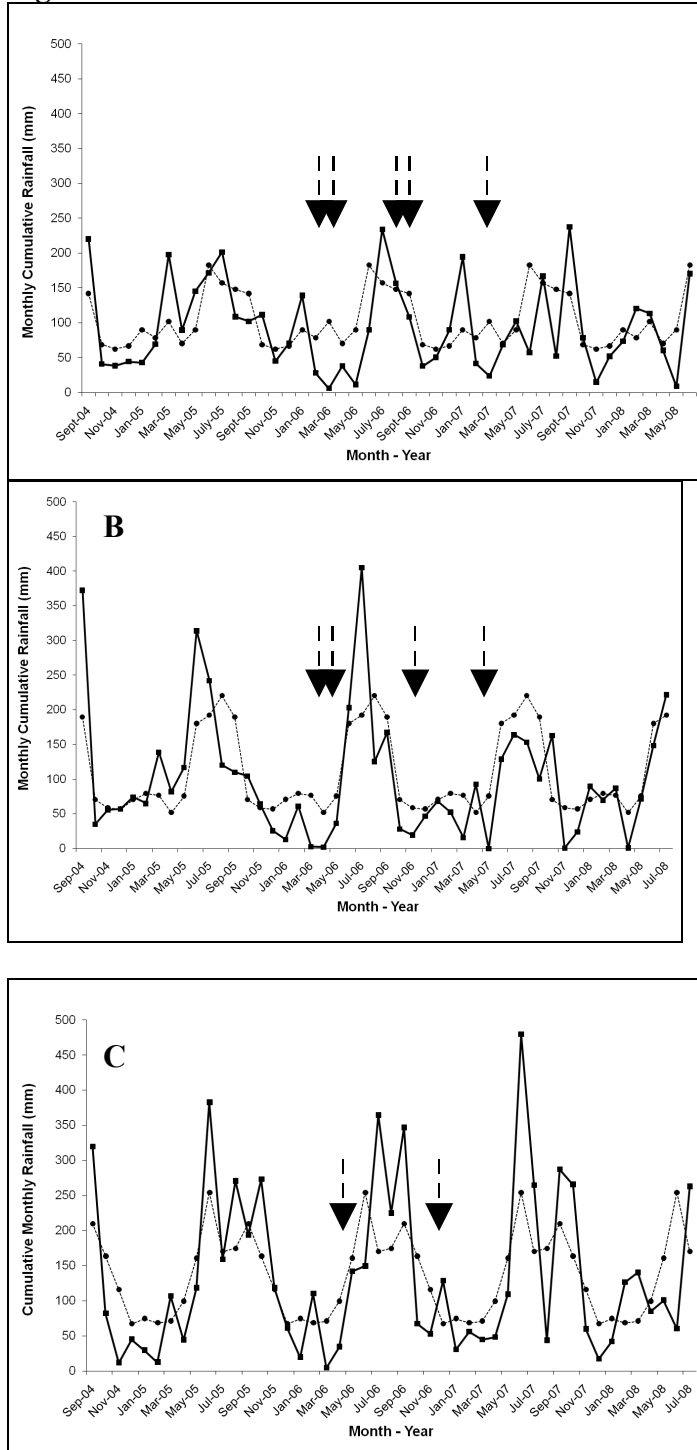 500
450
400
350
300
250
200
150
100
50
0
Monthly Cumulative Rainfall (mm)
Sept-04
Nov-04
Jan-05
Mar-05
May-05
July-05
Sept-05
Nov-05
Jan-06
Mar-06
May-06
July-06
Sept-06
Nov-06
Jan-07
Mar-07
May-07
July-07
Sept-07
Nov-07
Jan-08
Mar-08
May-08
Month - Year
B
500
450
400
350
300
250
200
150
100
50
0
Monthly Cumulative Rainfall (mm)
Sep-04
Nov-04
Jan-05
Mar-05
May-05
Jul-05
Sep-05
Nov-05
Jan-06
Mar-06
May-06
Jul-06
Sep-06
Nov-06
Jan-07
Mar-07
May-07
Jul-07
Sep-07
Nov-07
Jan-08
Mar-08
May-08
Jul-08
Month - Year
C
500
450
400
350
300
250
200
150
100
50
0
Cumulative Monthly Rainfall (mm)
Sep-04
Nov-04
Jan-05
Mar-05
May-05
Jul-05
Sep-05
Nov-05
Jan-06
Mar-06
May-06
Jul-06
Sep-06
Nov-06
Jan-07
Mar-07
May-07
Jul-07
Sep-07
Nov-07
Jan-08
Mar-08
May-08
Jul-08
Month - Year